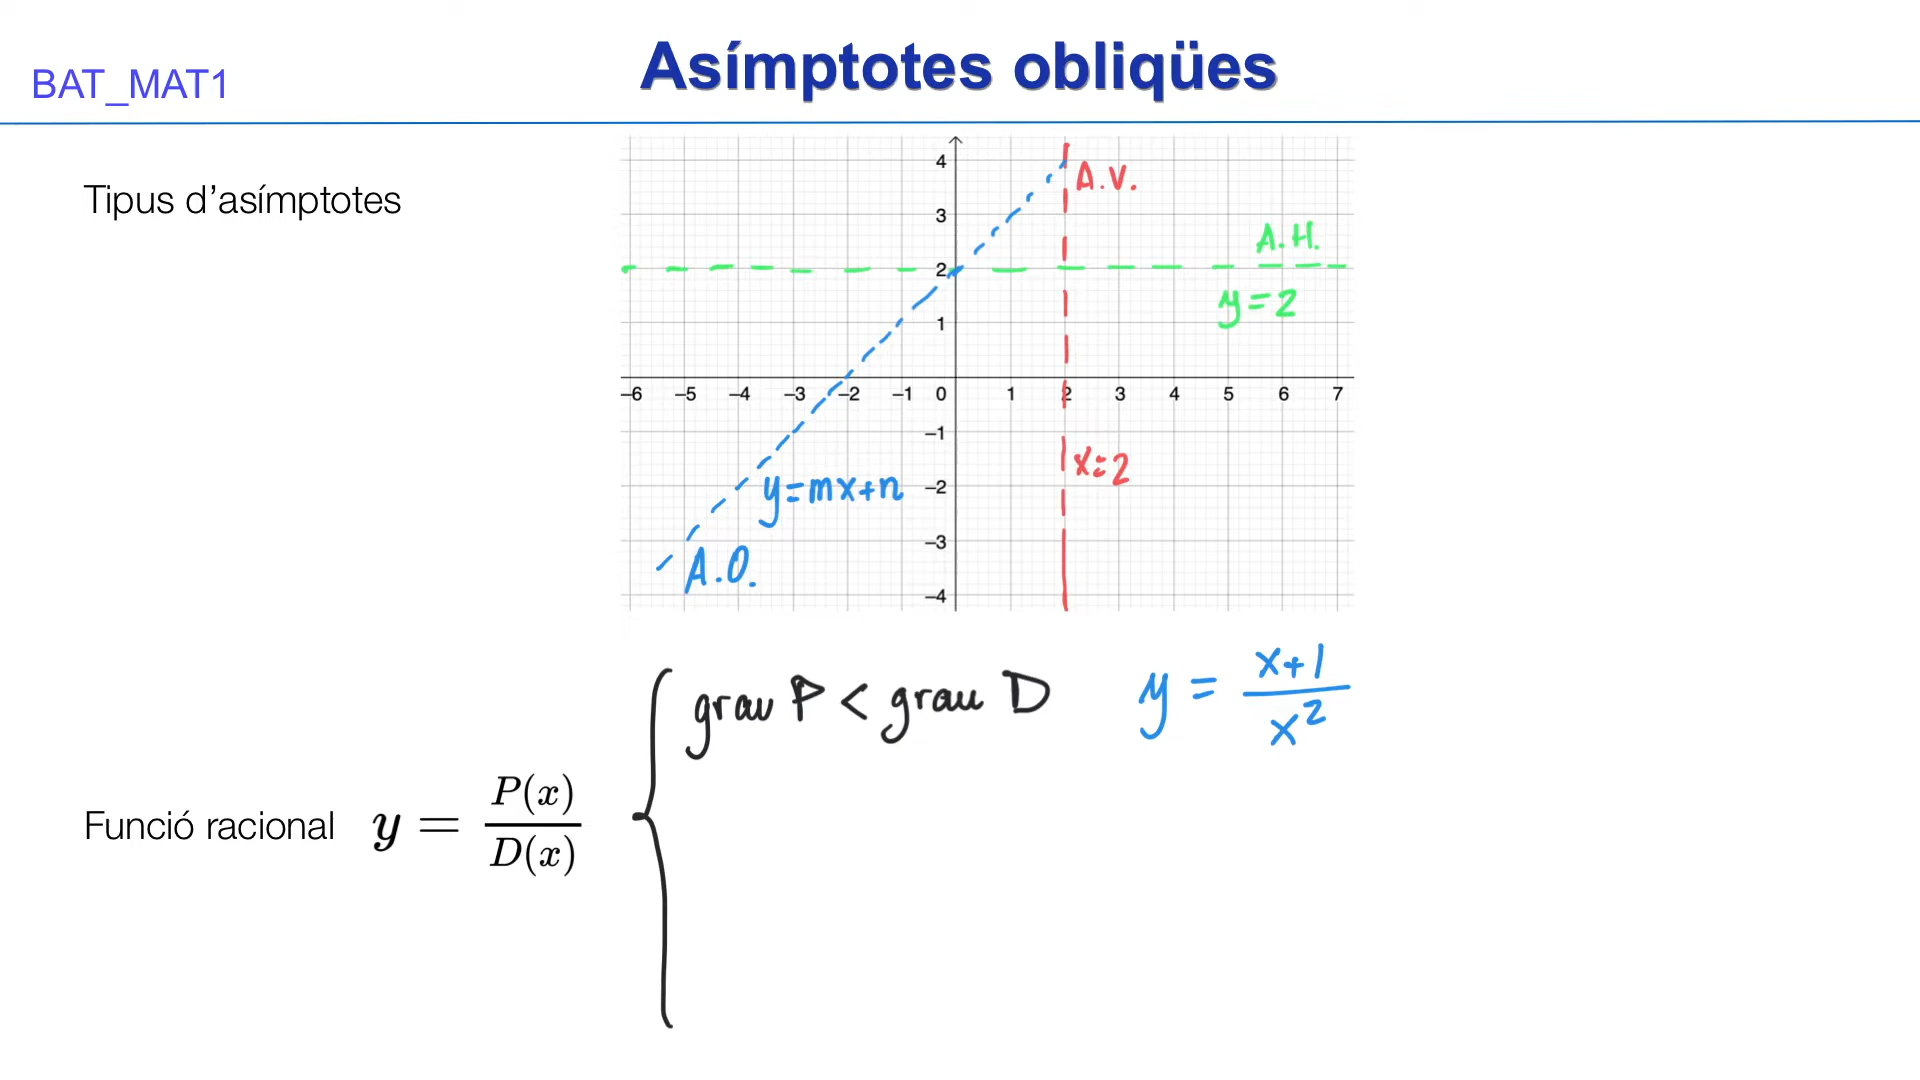 BAT_MAT1
Asímptotes obliqües
Tipus d'asímptotes
4
A.V.
3
A.H.
2
y=2
1
−6 −5 −4 −3 −2 −1 0 1 2 3 4 5 6 7
−1
x=2
y=mx+n
−2
−3
A.O.
−4
grau P < grau D
y = x+1 / x²
Funció racional y = P(x) / D(x)